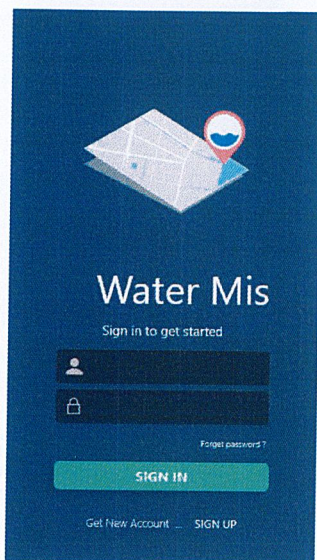 Water Mis
Sign in to get started
Forget password ?
SIGN IN
Get New Account ... SIGN UP